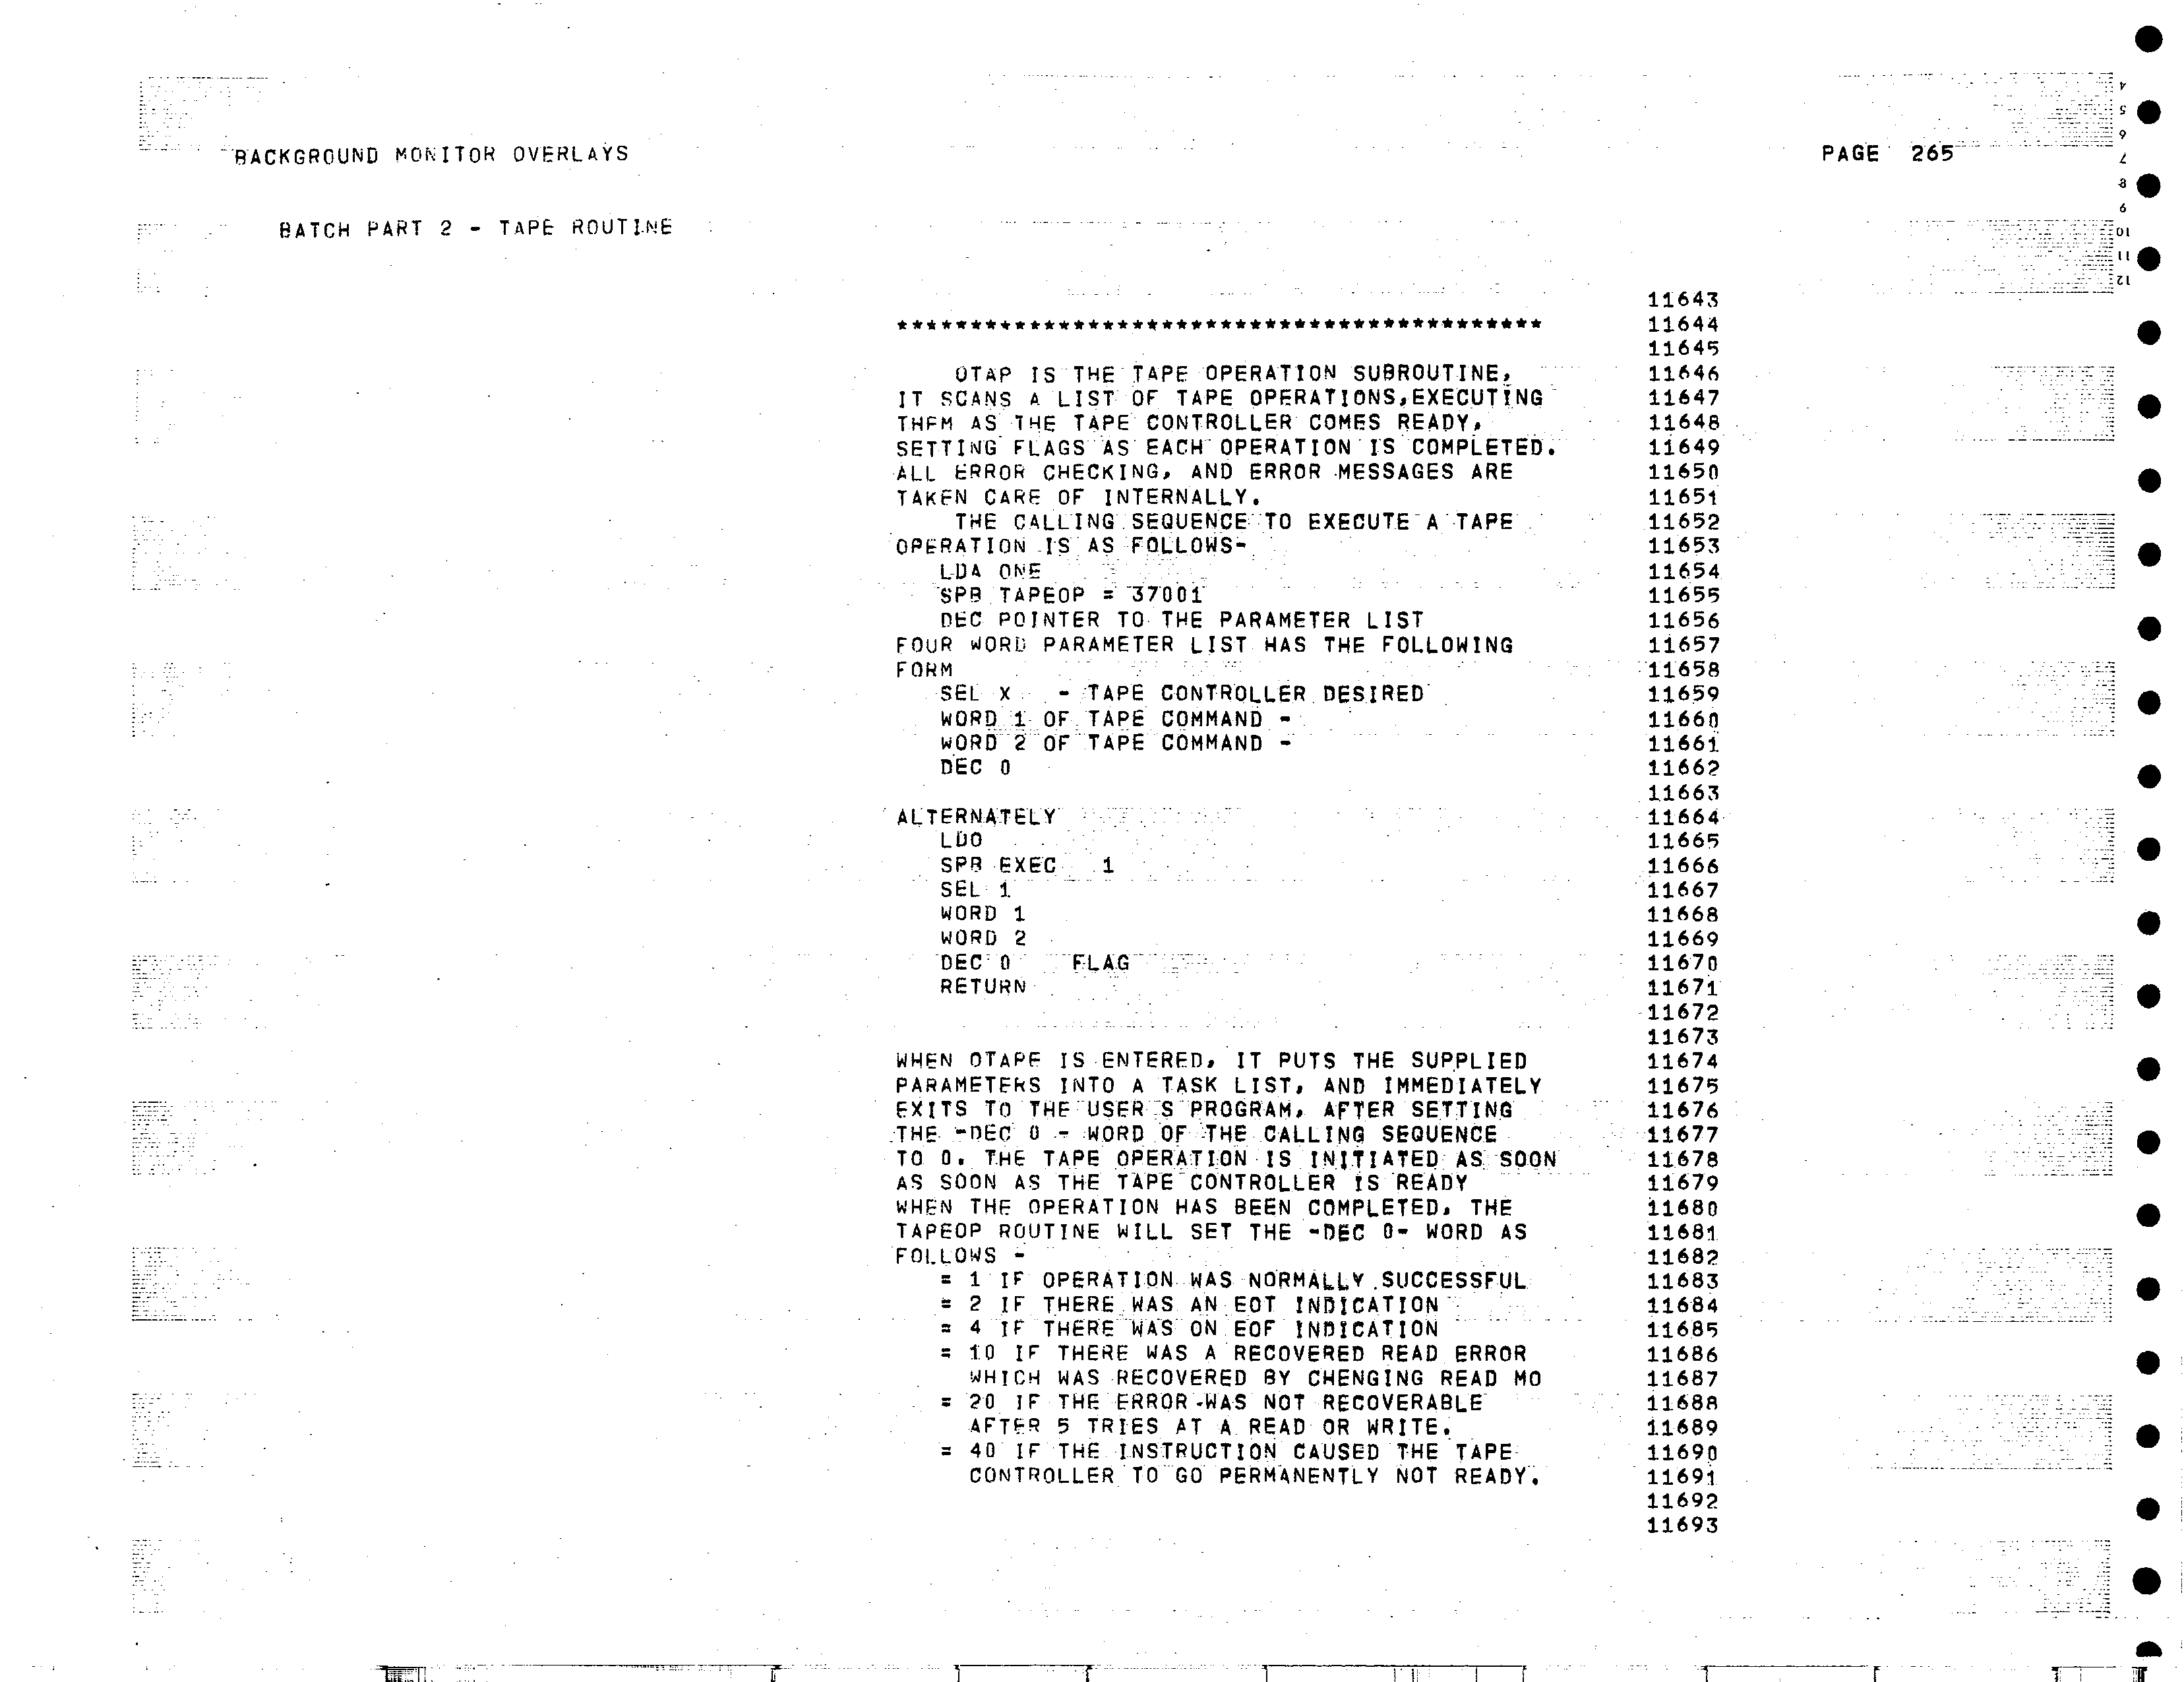 BACKGROUND MONITOR OVERLAYS PAGE 265
BATCH PART 2 - TAPE ROUTINE
11643
******************************************** 11644
11645
OTAP IS THE TAPE OPERATION SUBROUTINE, 11646
IT SCANS A LIST OF TAPE OPERATIONS,EXECUTING 11647
THEM AS THE TAPE CONTROLLER COMES READY, 11648
SETTING FLAGS AS EACH OPERATION IS COMPLETED. 11649
ALL ERROR CHECKING, AND ERROR MESSAGES ARE 11650
TAKEN CARE OF INTERNALLY. 11651
THE CALLING SEQUENCE TO EXECUTE A TAPE 11652
OPERATION IS AS FOLLOWS- 11653
LDA ONE 11654
SPB TAPEOP = 37001 11655
DEC POINTER TO THE PARAMETER LIST 11656
FOUR WORD PARAMETER LIST HAS THE FOLLOWING 11657
FORM 11658
SEL X - TAPE CONTROLLER DESIRED 11659
WORD 1 OF TAPE COMMAND - 11660
WORD 2 OF TAPE COMMAND - 11661
DEC 0 11662
11663
ALTERNATELY 11664
LDO 11665
SPB EXEC 1 11666
SEL 1 11667
WORD 1 11668
WORD 2 11669
DEC 0 FLAG 11670
RETURN 11671
11672
11673
WHEN OTAPE IS ENTERED, IT PUTS THE SUPPLIED 11674
PARAMETERS INTO A TASK LIST, AND IMMEDIATELY 11675
EXITS TO THE USER S PROGRAM, AFTER SETTING 11676
THE -DEC 0 - WORD OF THE CALLING SEQUENCE 11677
TO 0. THE TAPE OPERATION IS INITIATED AS SOON 11678
AS SOON AS THE TAPE CONTROLLER IS READY 11679
WHEN THE OPERATION HAS BEEN COMPLETED, THE 11680
TAPEOP ROUTINE WILL SET THE -DEC 0- WORD AS 11681
FOLLOWS - 11682
= 1 IF OPERATION WAS NORMALLY SUCCESSFUL 11683
= 2 IF THERE WAS AN EOT INDICATION 11684
= 4 IF THERE WAS ON EOF INDICATION 11685
= 10 IF THERE WAS A RECOVERED READ ERROR 11686
WHICH WAS RECOVERED BY CHENGING READ MO 11687
= 20 IF THE ERROR WAS NOT RECOVERABLE 11688
AFTER 5 TRIES AT A READ OR WRITE. 11689
= 40 IF THE INSTRUCTION CAUSED THE TAPE 11690
CONTROLLER TO GO PERMANENTLY NOT READY. 11691
11692
11693
4
5
6
7
8
9
10
11
12